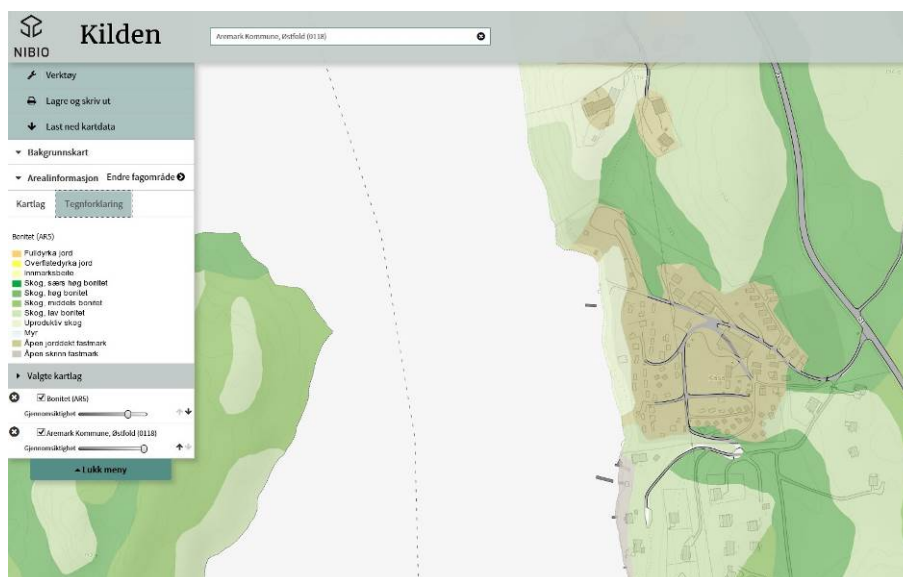 NIBIO
Kilden
Aremark Kommune, Østfold (0118)
Verktøy
Lagre og skriv ut
Last ned kartdata
Bakgrunnskart
Arealinformasjon Endre fagområde
Kartlag Tegnforklaring
Bonitet (AR5)
Fulldyrka jord
Overflatedyrka jord
Innmarksbeite
Skog, særs høg bonitet
Skog, høg bonitet
Skog, middels bonitet
Skog, lav bonitet
Uproduktiv skog
Myr
Åpen jorddekt fastmark
Åpen skrinn fastmark
Valgte kartlag
Bonitet (AR5)
Gjennomsiktighet
Aremark Kommune, Østfold (0118)
Gjennomsiktighet
Lukk meny